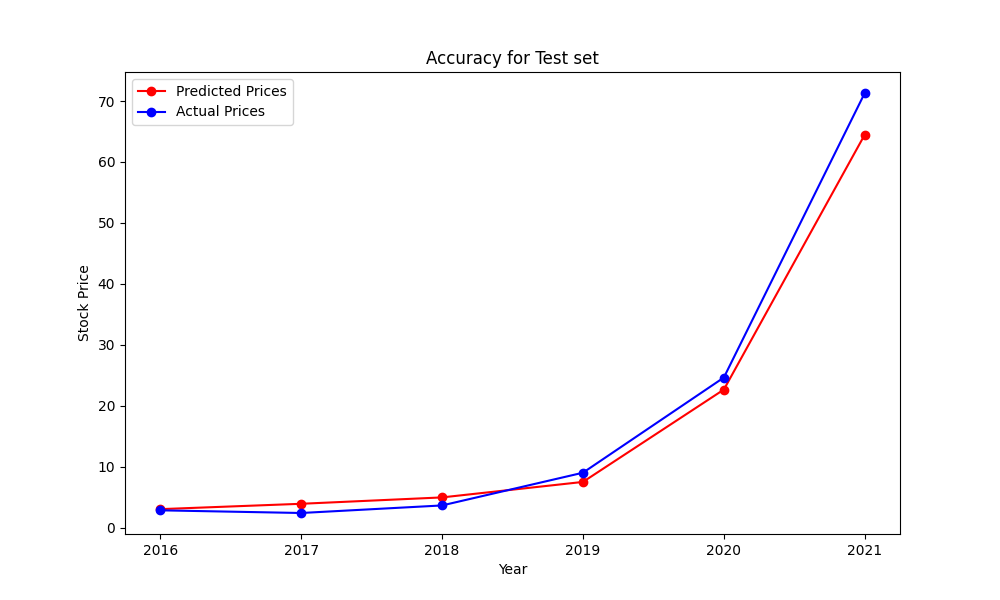 Accuracy for Test set
Predicted Prices
Actual Prices
Stock Price
70
60
50
40
30
20
10
0
2016 2017 2018 2019 2020 2021
Year